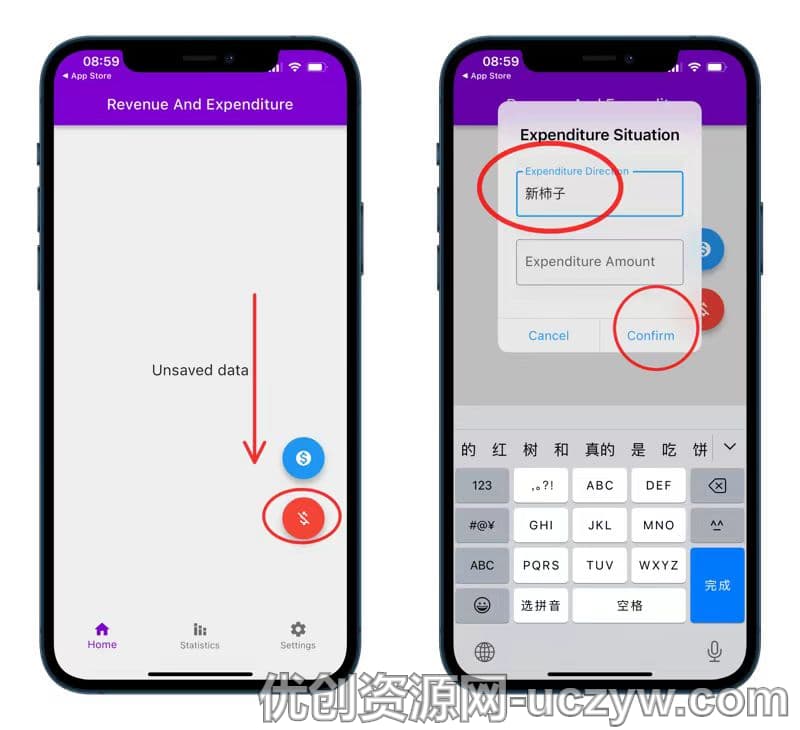 08:59
◀ App Store
Revenue And Expenditure
Unsaved data
Home
Statistics
Settings
08:59
◀ App Store
Expenditure Situation
Expenditure Direction
新柿子
Expenditure Amount
Cancel
Confirm
的 红 树 和 真的 是 吃 饼
123 ,。?! ABC DEF
#@¥ GHI JKL MNO ^^
ABC PQRS TUV WXYZ 完成
选拼音 空格
优创资源网-uczyw.com